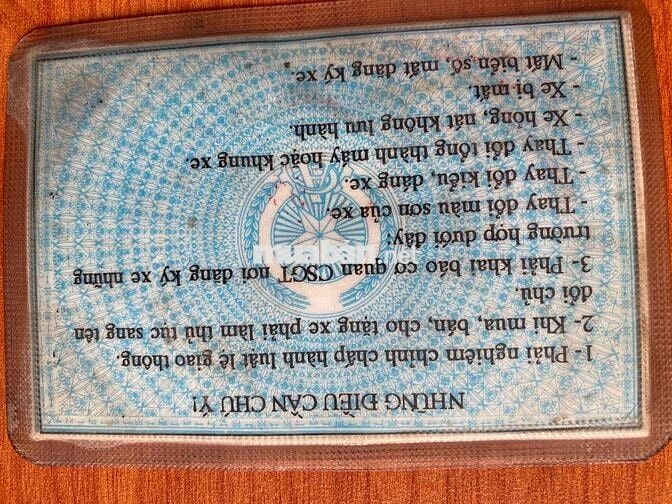 NHỮNG ĐIỀU CẦN CHÚ Ý!
1- Phải nghiêm chỉnh chấp hành luật lệ giao thông.
2- Khi mua, bán, cho tặng xe phải làm thủ tục sang tên
đổi chủ.
3- Phải khai báo cơ quan CSGT nơi đăng ký xe những
trường hợp dưới đây:
- Thay đổi màu sơn của xe.
- Thay đổi kiểu, dáng xe.
- Thay đổi tổng thành máy hoặc khung xe.
- Xe hỏng, nát không lưu hành.
- Xe bị mất.
- Mất biển số, mất đăng ký xe.